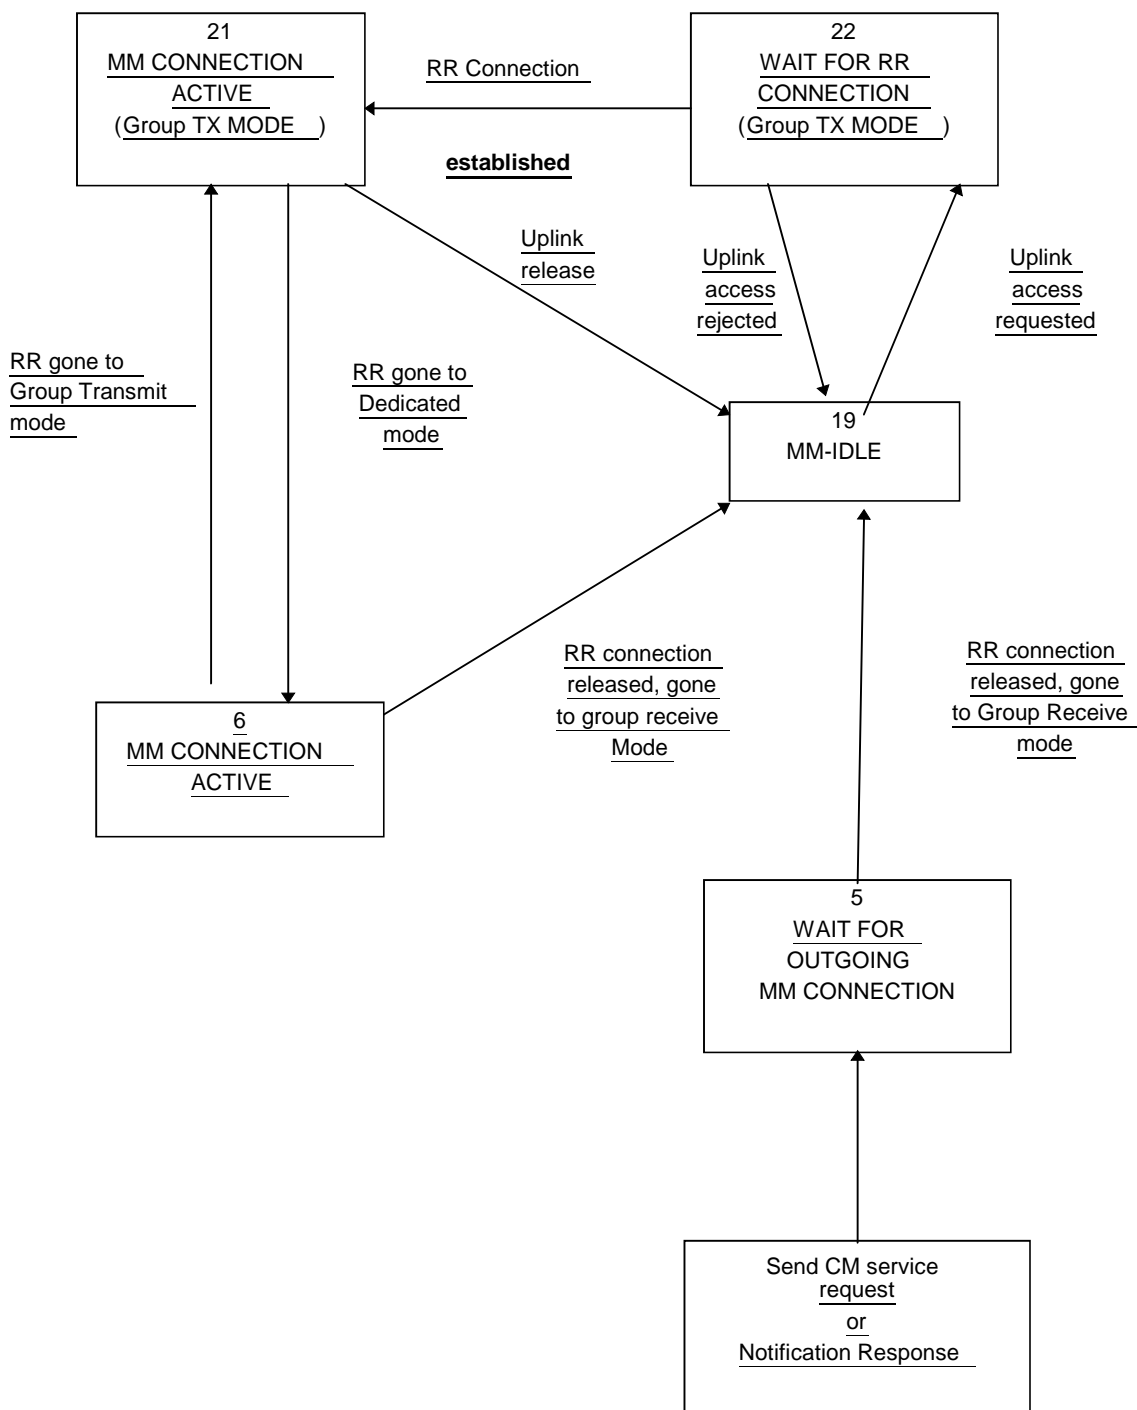 21
MM CONNECTION
ACTIVE
(Group TX MODE )
RR Connection
established
22
WAIT FOR RR
CONNECTION
(Group TX MODE )
Uplink
release
Uplink
access
rejected
Uplink
access
requested
RR gone to
Group Transmit
mode
RR gone to
Dedicated
mode
19
MM-IDLE
6
MM CONNECTION
ACTIVE
RR connection
released, gone
to group receive
Mode
RR connection
released, gone
to Group Receive
mode
5
WAIT FOR
OUTGOING
MM CONNECTION
Send CM service
request
or
Notification Response